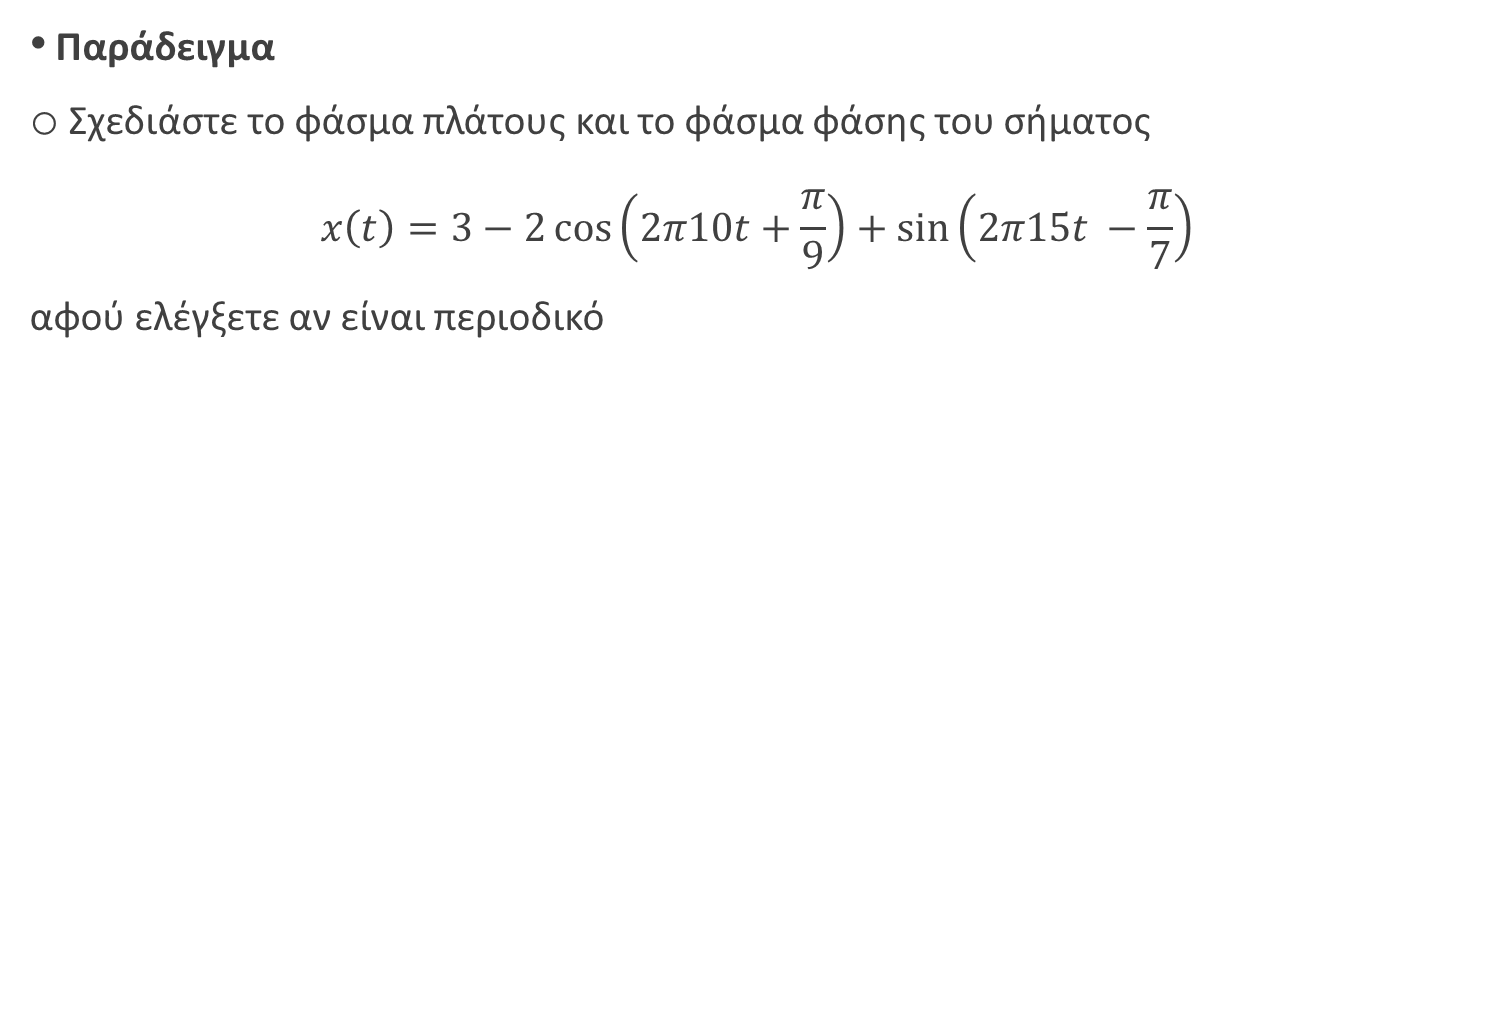 • Παράδειγμα
○ Σχεδιάστε το φάσμα πλάτους και το φάσμα φάσης του σήματος
x(t) = 3 − 2 cos(2π10t + π/9) + sin(2π15t − π/7)
αφού ελέγξετε αν είναι περιοδικό